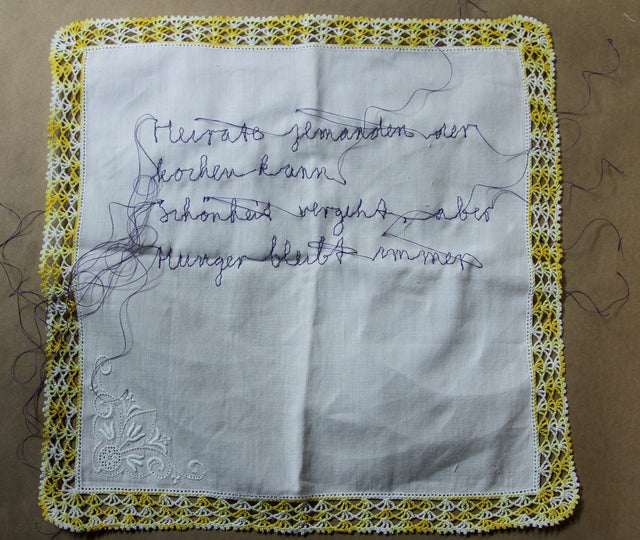 Heirate jemanden der
kochen kann
Schönheit vergeht aber
Hunger bleibt immer